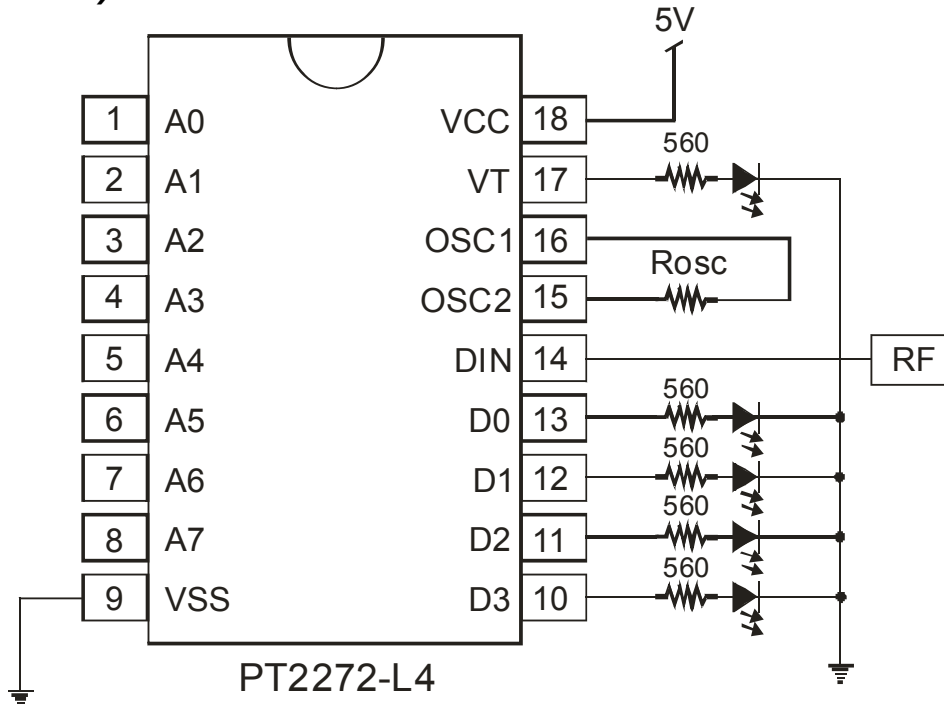 )
5V
1 A0 VCC 18
560
2 A1 VT 17
3 A2 OSC1 16
Rosc
4 A3 OSC2 15
5 A4 DIN 14 RF
560
6 A5 D0 13
560
7 A6 D1 12
560
8 A7 D2 11
560
9 VSS D3 10
PT2272-L4